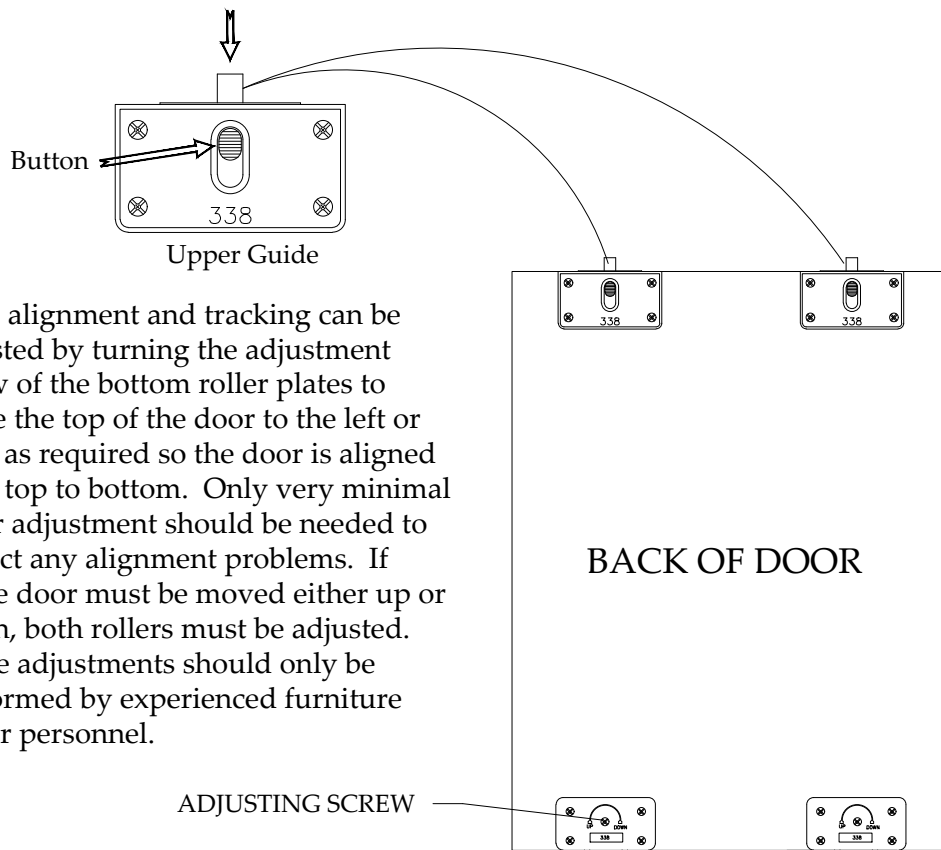 Button
338
Upper Guide
338
338
alignment and tracking can be
sted by turning the adjustment
w of the bottom roller plates to
e the top of the door to the left or
as required so the door is aligned
top to bottom.  Only very minimal
r adjustment should be needed to
ct any alignment problems.  If
e door must be moved either up or
n, both rollers must be adjusted.
e adjustments should only be
ormed by experienced furniture
r personnel.
BACK OF DOOR
ADJUSTING SCREW
UP DOWN
338
UP DOWN
338